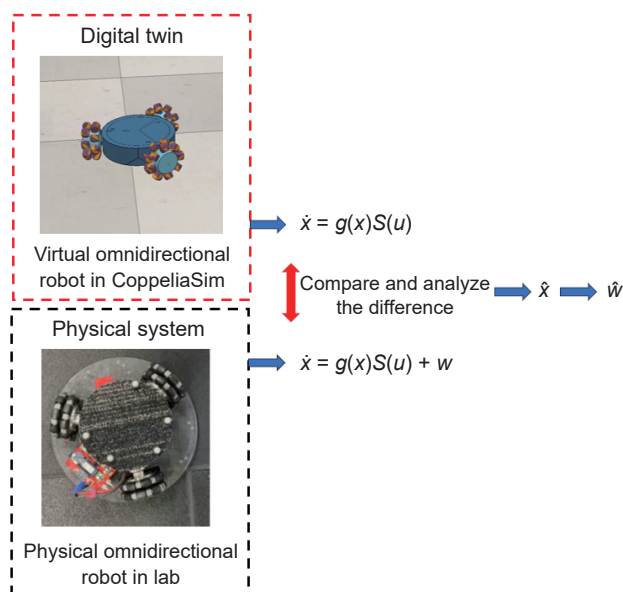 Digital twin
Virtual omnidirectional
robot in CoppeliaSim
ẋ = g(x)S(u)
Compare and analyze
the difference
x̂
ŵ
Physical system
ẋ = g(x)S(u) + w
Physical omnidirectional
robot in lab